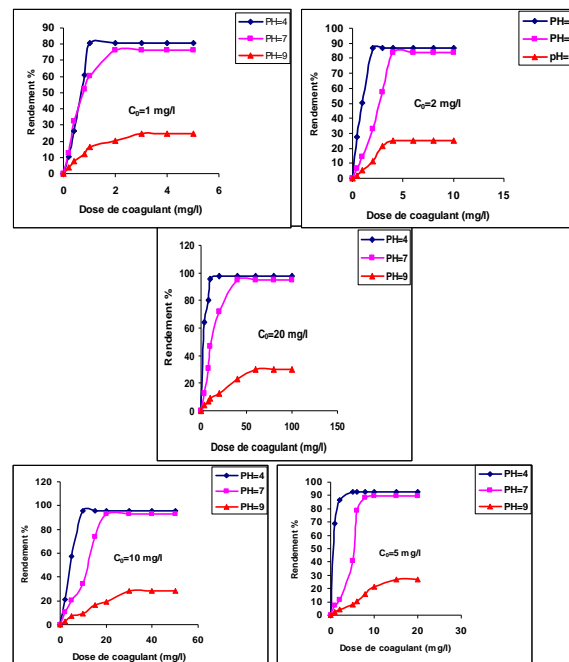 90
80
70
60
50
40
30
20
10
0
0 2 4 6
Rendement %
Dose de coagulant (mg/l)
C0=1 mg/l
PH=4
PH=7
PH=9
100
90
80
70
60
50
40
30
20
10
0
0 5 10 15
Rendement %
Dose de coagulant (mg/l)
C0=2 mg/l
PH=
PH=
pH=
120
100
80
60
40
20
0
0 50 100 150
Rendement %
Dose de coagulant (mg/l)
C0=20 mg/l
PH=4
PH=7
PH=9
120
100
80
60
40
20
0
0 20 40 60
Rendement %
Dose de coagulant (mg/l)
C0=10 mg/l
PH=4
PH=7
PH=9
100
90
80
70
60
50
40
30
20
10
0
0 10 20 30
Rendement %
Dose de coagulant (mg/l)
C0=5 mg/l
PH=4
PH=7
PH=9